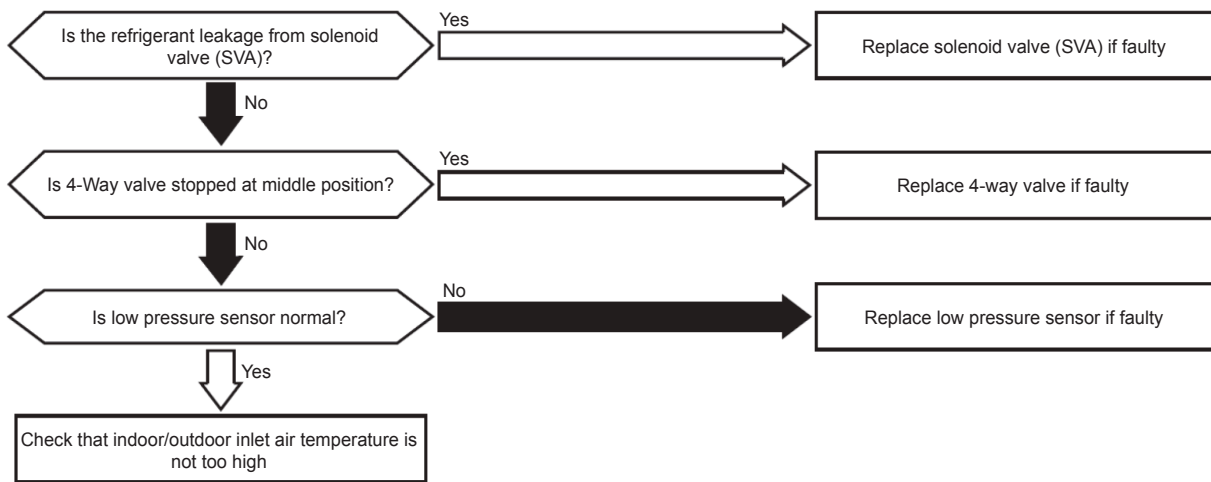 Is the refrigerant leakage from solenoid
valve (SVA)?
Yes
Replace solenoid valve (SVA) if faulty
No
Is 4-Way valve stopped at middle position?
Yes
Replace 4-way valve if faulty
No
Is low pressure sensor normal?
No
Replace low pressure sensor if faulty
Yes
Check that indoor/outdoor inlet air temperature is
not too high